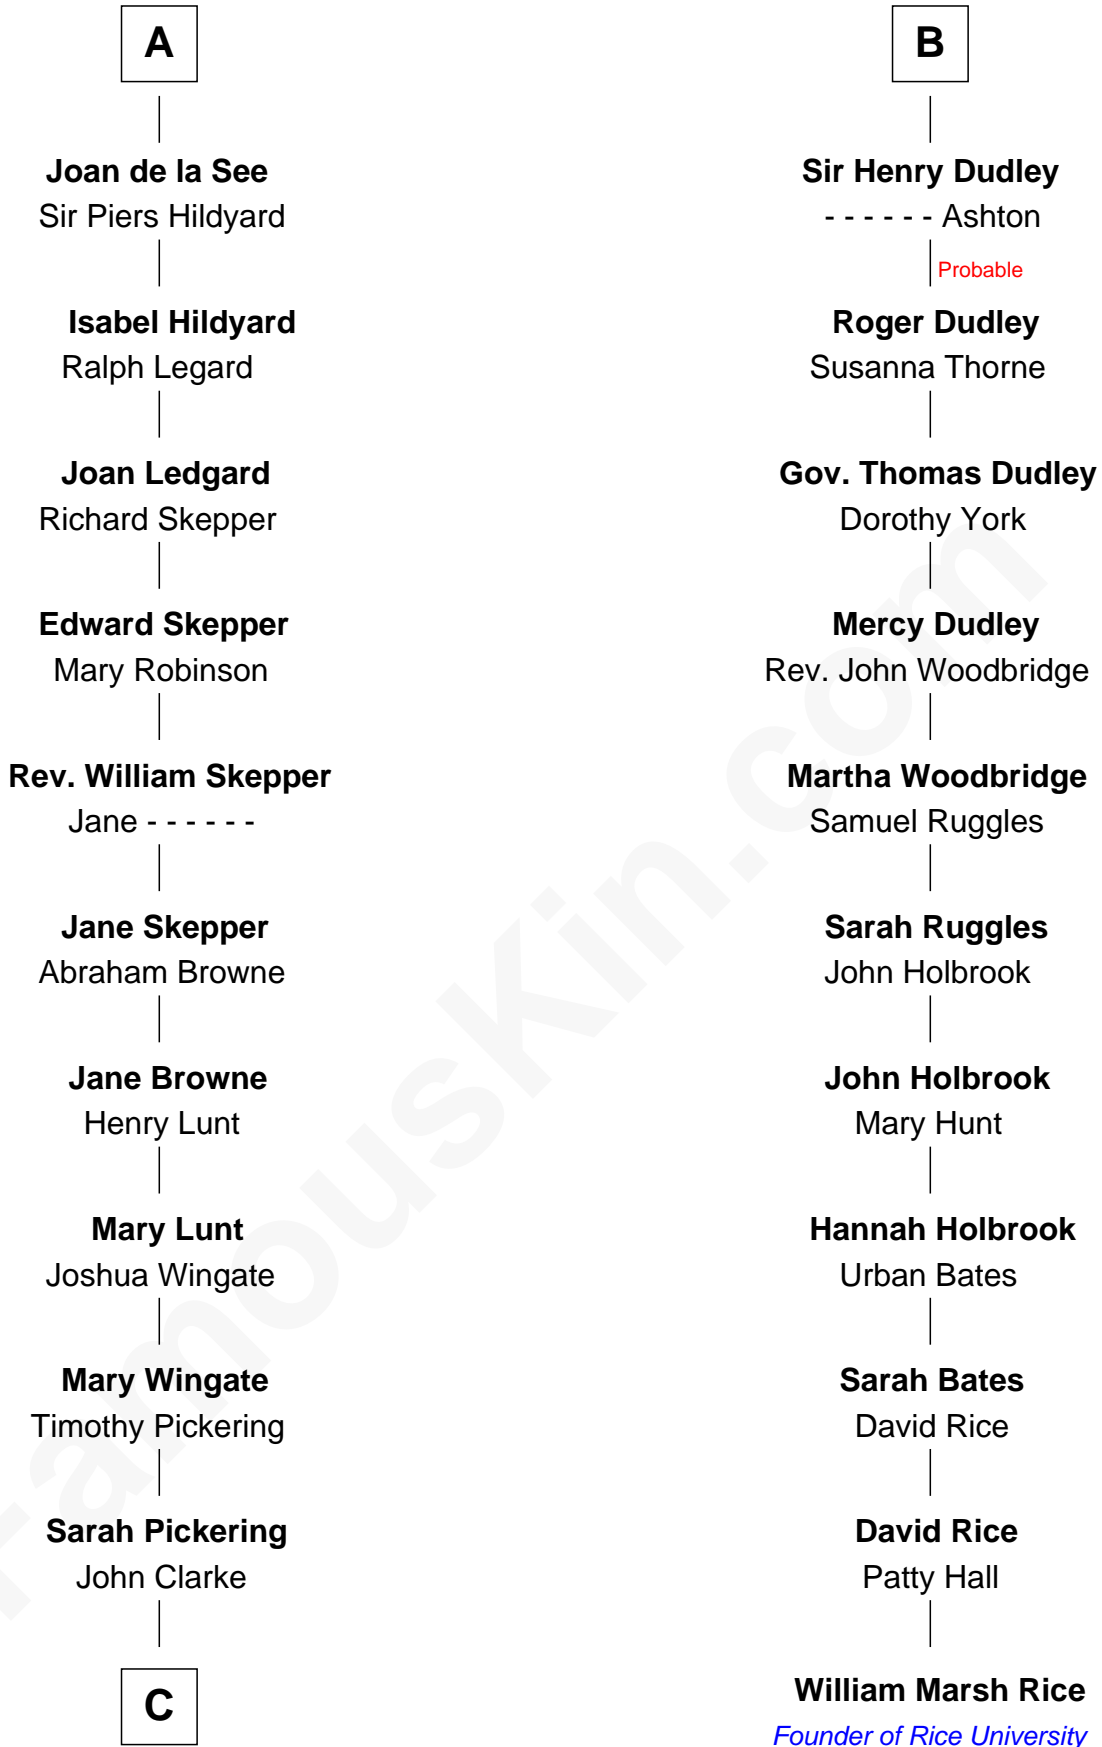 A
Joan de la See
Sir Piers Hildyard
Isabel Hildyard
Ralph Legard
Joan Ledgard
Richard Skepper
Edward Skepper
Mary Robinson
Rev. William Skepper
Jane - - - - - -
Jane Skepper
Abraham Browne
Jane Browne
Henry Lunt
Mary Lunt
Joshua Wingate
Mary Wingate
Timothy Pickering
Sarah Pickering
John Clarke
C
B
Sir Henry Dudley
- - - - - - Ashton
Probable
Roger Dudley
Susanna Thorne
Gov. Thomas Dudley
Dorothy York
Mercy Dudley
Rev. John Woodbridge
Martha Woodbridge
Samuel Ruggles
Sarah Ruggles
John Holbrook
John Holbrook
Mary Hunt
Hannah Holbrook
Urban Bates
Sarah Bates
David Rice
David Rice
Patty Hall
William Marsh Rice
Founder of Rice University
FamousKin.com